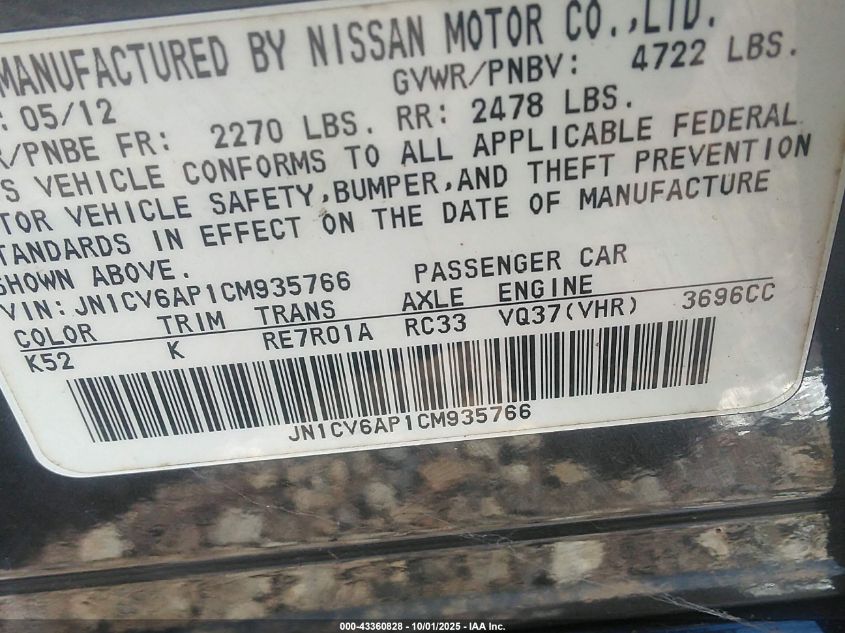 MANUFACTURED BY NISSAN MOTOR CO.,LTD.
: 05/12 GVWR/PNBV: 4722 LBS.
R/PNBE FR: 2270 LBS. RR: 2478 LBS.
S VEHICLE CONFORMS TO ALL APPLICABLE FEDERAL
TOR VEHICLE SAFETY,BUMPER,AND THEFT PREVENTION
TANDARDS IN EFFECT ON THE DATE OF MANUFACTURE
SHOWN ABOVE.
VIN:JN1CV6AP1CM935766 PASSENGER CAR
COLOR TRIM TRANS AXLE ENGINE
K52 K RE7R01A RC33 VQ37(VHR) 3696CC
JN1CV6AP1CM935766
000-43360828 - 10/01/2025 - IAA Inc.